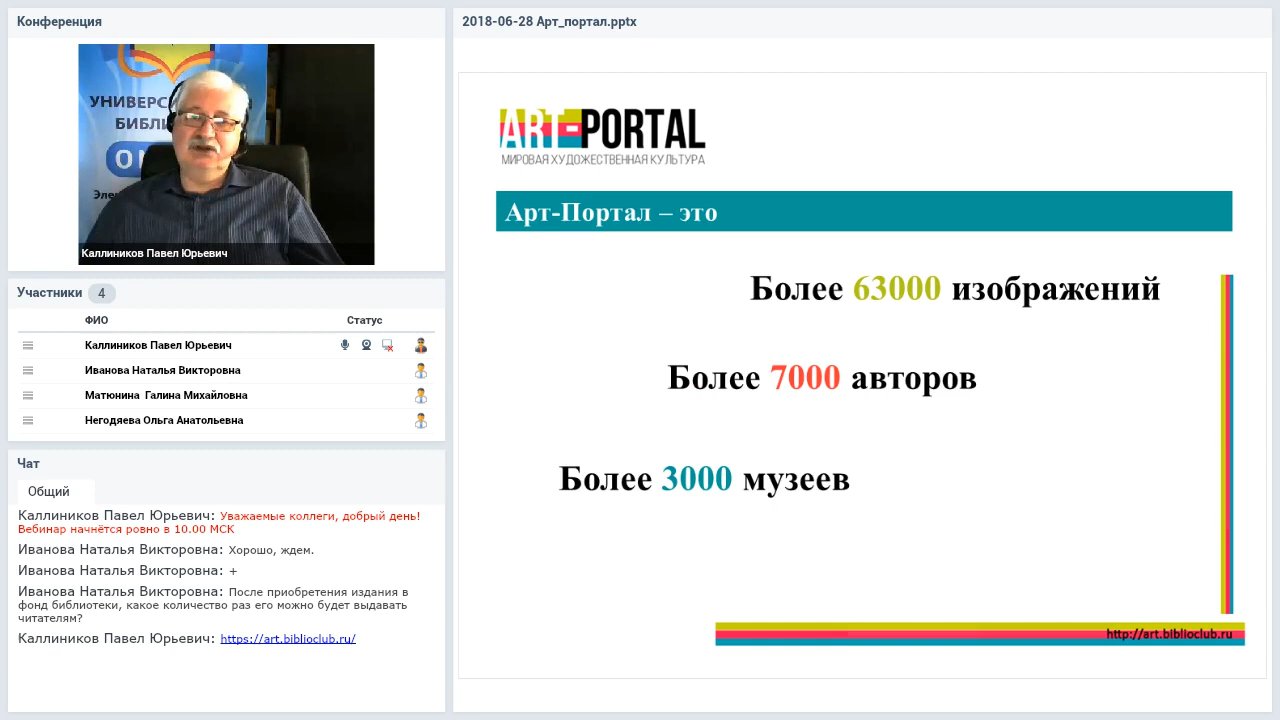 Конференция
УНИВЕРС
БИБЛИ
Каллиников Павел Юрьевич
Участники 4
ФИО Статус
Каллиников Павел Юрьевич
Иванова Наталья Викторовна
Матюнина Галина Михайловна
Негодяева Ольга Анатольевна
Чат
Общий
Каллиников Павел Юрьевич: Уважаемые коллеги, добрый день!
Вебинар начнётся ровно в 10.00 МСК
Иванова Наталья Викторовна: Хорошо, ждем.
Иванова Наталья Викторовна: +
Иванова Наталья Викторовна: После приобретения издания в
фонд библиотеки, какое количество раз его можно будет выдавать
читателям?
Каллиников Павел Юрьевич: https://art.biblioclub.ru/
2018-06-28 Арт_портал.pptx
ART-PORTAL
МИРОВАЯ ХУДОЖЕСТВЕННАЯ КУЛЬТУРА
Арт-Портал – это
Более 63000 изображений
Более 7000 авторов
Более 3000 музеев
http://art.biblioclub.ru